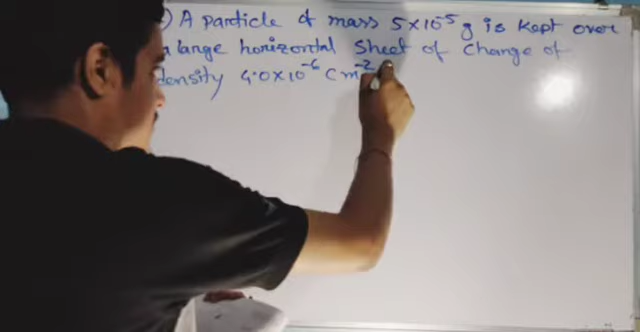 ) A particle of mass 5×10⁻⁵ g is kept over
a large horizontal sheet of charge of
density 4.0×10⁻⁶ Cm⁻²